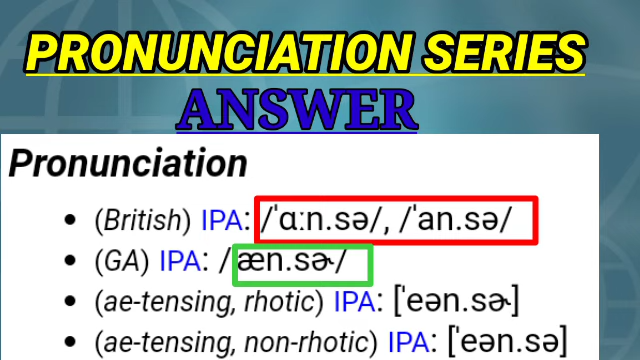 PRONUNCIATION SERIES
ANSWER
Pronunciation
• (British) IPA: /ˈɑːn.sə/, /ˈan.sə/
• (GA) IPA: /æn.sɚ/
• (ae-tensing, rhotic) IPA: [ˈeən.sɚ]
• (ae-tensing, non-rhotic) IPA: [ˈeən.sə]